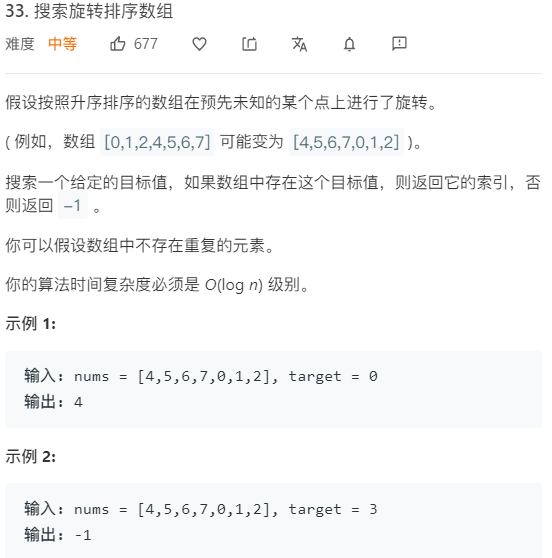 33. 搜索旋转排序数组
难度 中等 677
假设按照升序排序的数组在预先未知的某个点上进行了旋转。
( 例如，数组 [0,1,2,4,5,6,7] 可能变为 [4,5,6,7,0,1,2] )。
搜索一个给定的目标值，如果数组中存在这个目标值，则返回它的索引，否
则返回 -1 。
你可以假设数组中不存在重复的元素。
你的算法时间复杂度必须是 O(log n) 级别。
示例 1:
输入：nums = [4,5,6,7,0,1,2], target = 0
输出：4
示例 2:
输入：nums = [4,5,6,7,0,1,2], target = 3
输出：-1